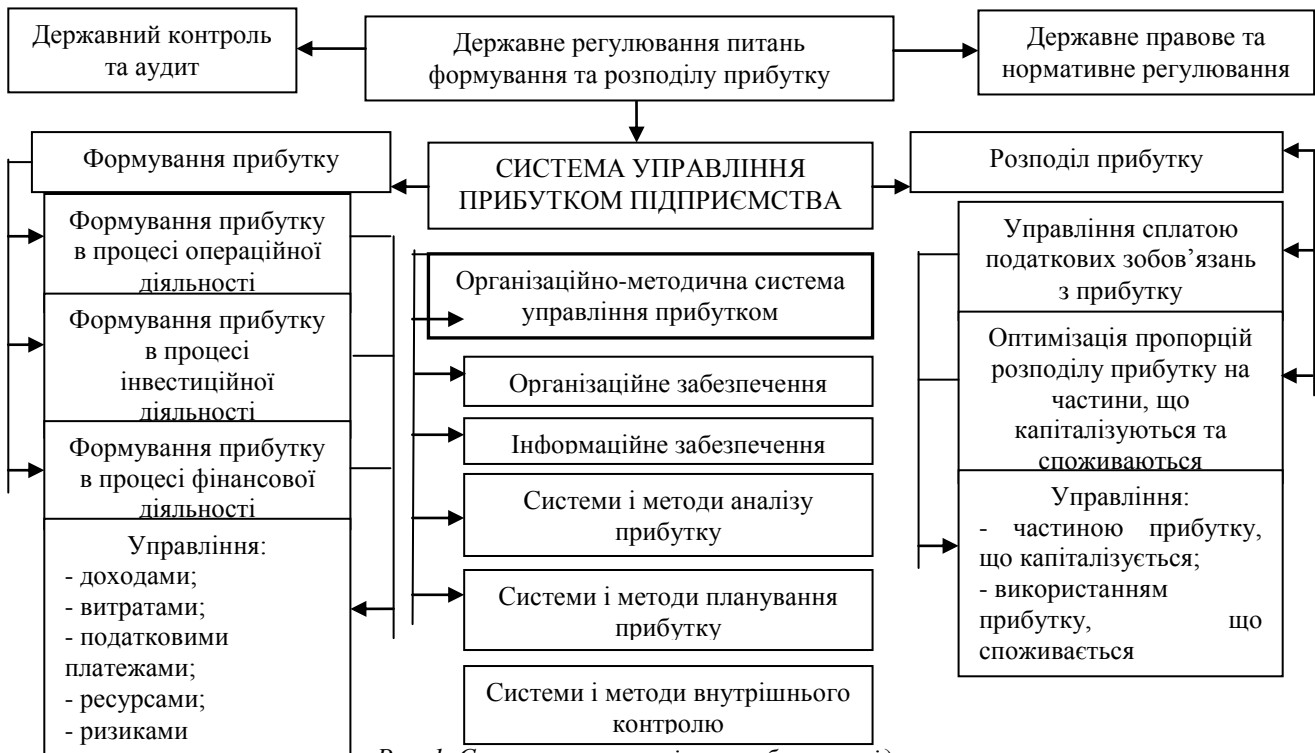 Державний контроль
та аудит
Державне регулювання питань
формування та розподілу прибутку
Державне правове та
нормативне регулювання
Формування прибутку
СИСТЕМА УПРАВЛІННЯ
ПРИБУТКОМ ПІДПРИЄМСТВА
Розподіл прибутку
Формування прибутку
в процесі операційної
діяльності
Формування прибутку
в процесі
інвестиційної
діяльності
Формування прибутку
в процесі фінансової
діяльності
Управління:
- доходами;
- витратами;
- податковими
платежами;
- ресурсами;
- ризиками
Організаційно-методична система
управління прибутком
Організаційне забезпечення
Інформаційне забезпечення
Системи і методи аналізу
прибутку
Системи і методи планування
прибутку
Системи і методи внутрішнього
контролю
Управління сплатою
податкових зобов’язань
з прибутку
Оптимізація пропорцій
розподілу прибутку на
частини, що
капіталізуються та
споживаються
Управління:
- частиною прибутку,
що капіталізується;
- використанням
прибутку, що
споживається